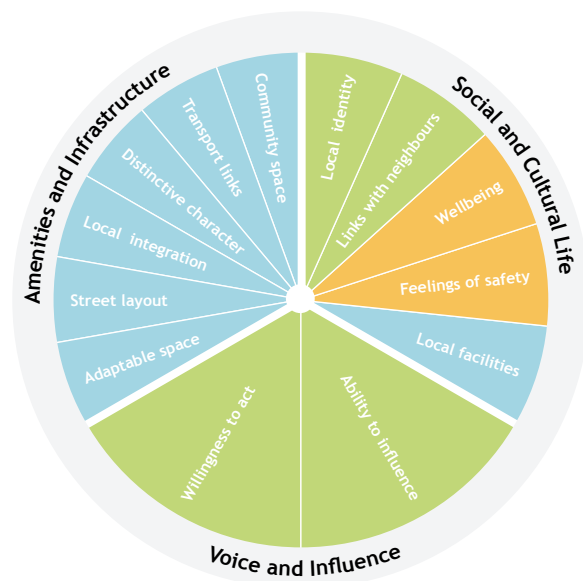 Amenities and Infrastructure
Social and Cultural Life
Voice and Influence
Community space
Transport links
Distinctive character
Local integration
Street layout
Adaptable space
Local identity
Links with neighbours
Wellbeing
Feelings of safety
Local facilities
Willingness to act
Ability to influence